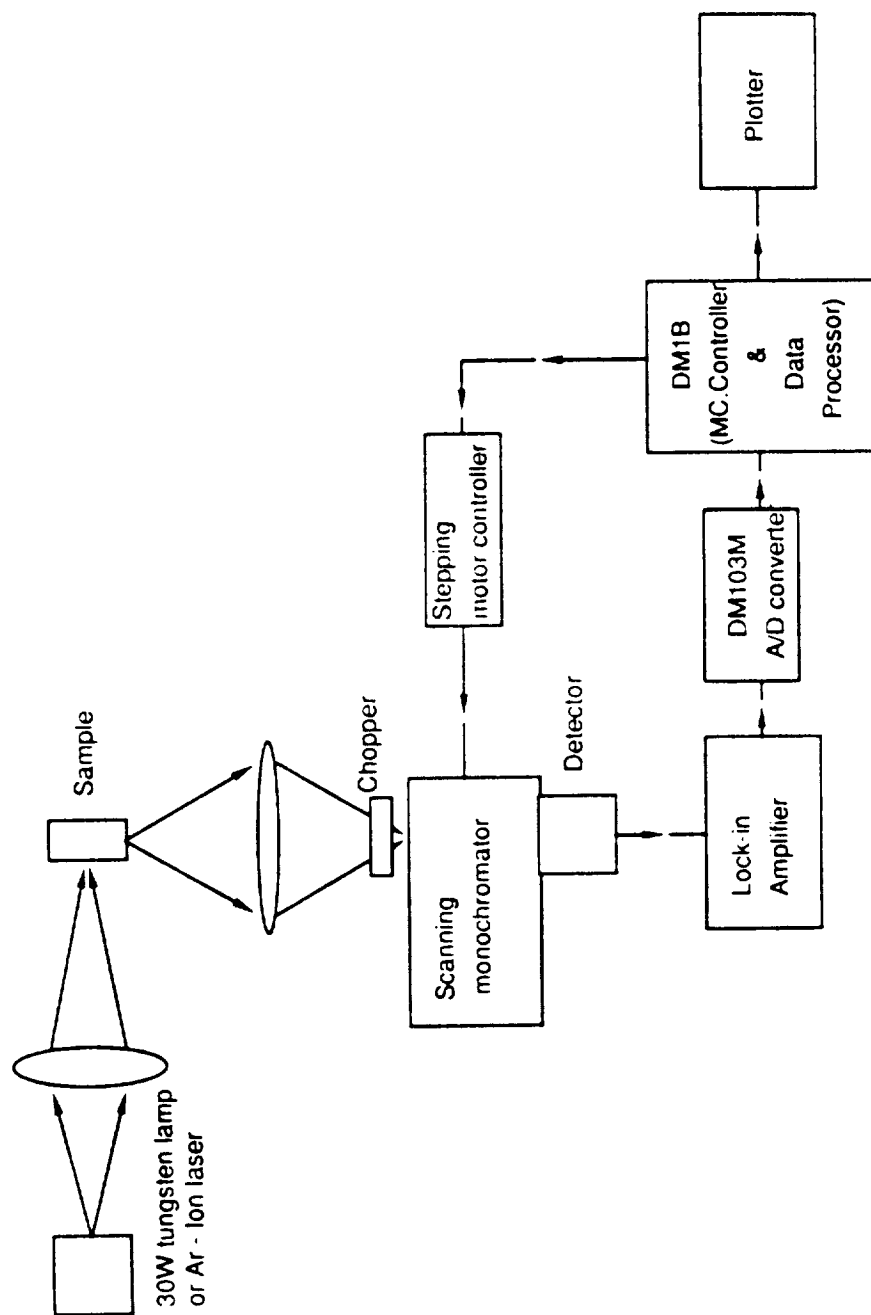 30W tungsten lamp
or Ar - Ion laser
Sample
Chopper
Scanning
monochromator
Detector
Stepping
motor controller
Lock-in
Amplifier
DM103M
A/D converter
DM1B
(MC.Controller
&
Data
Processor)
Plotter